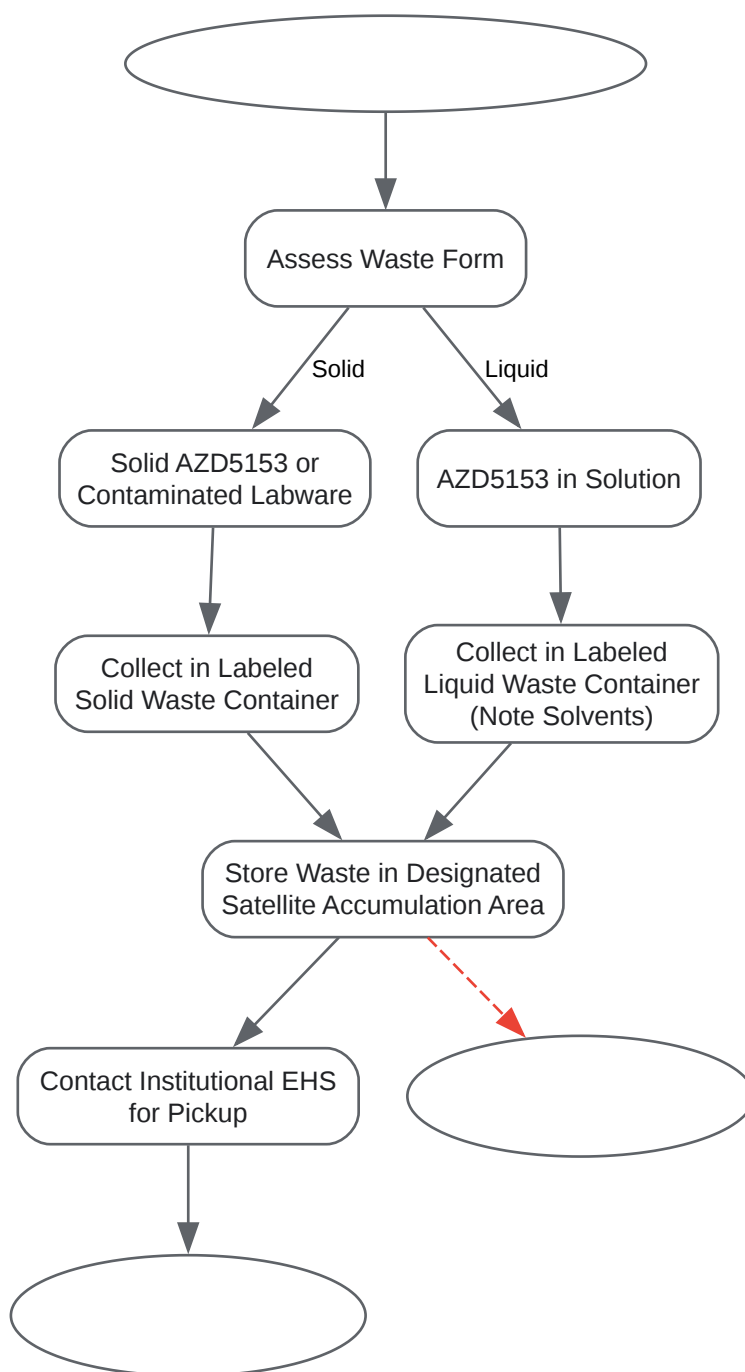 Assess Waste Form
Solid
Liquid
Solid AZD5153 or
Contaminated Labware
AZD5153 in Solution
Collect in Labeled
Solid Waste Container
Collect in Labeled
Liquid Waste Container
(Note Solvents)
Store Waste in Designated
Satellite Accumulation Area
Contact Institutional EHS
for Pickup